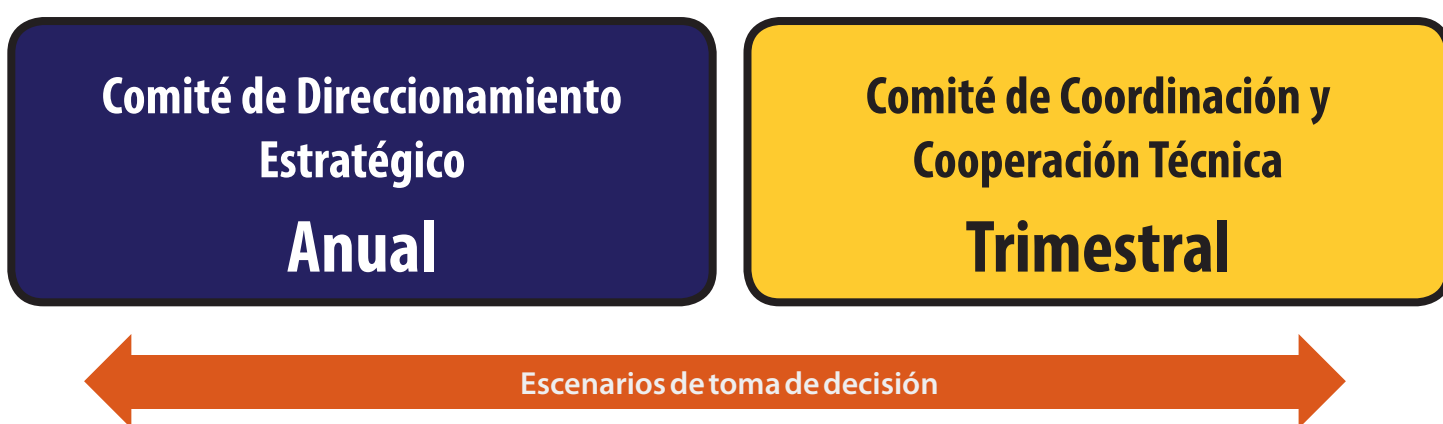 Comité de Direccionamiento
Estratégico
Anual
Comité de Coordinación y
Cooperación Técnica
Trimestral
Escenarios de toma de decisión